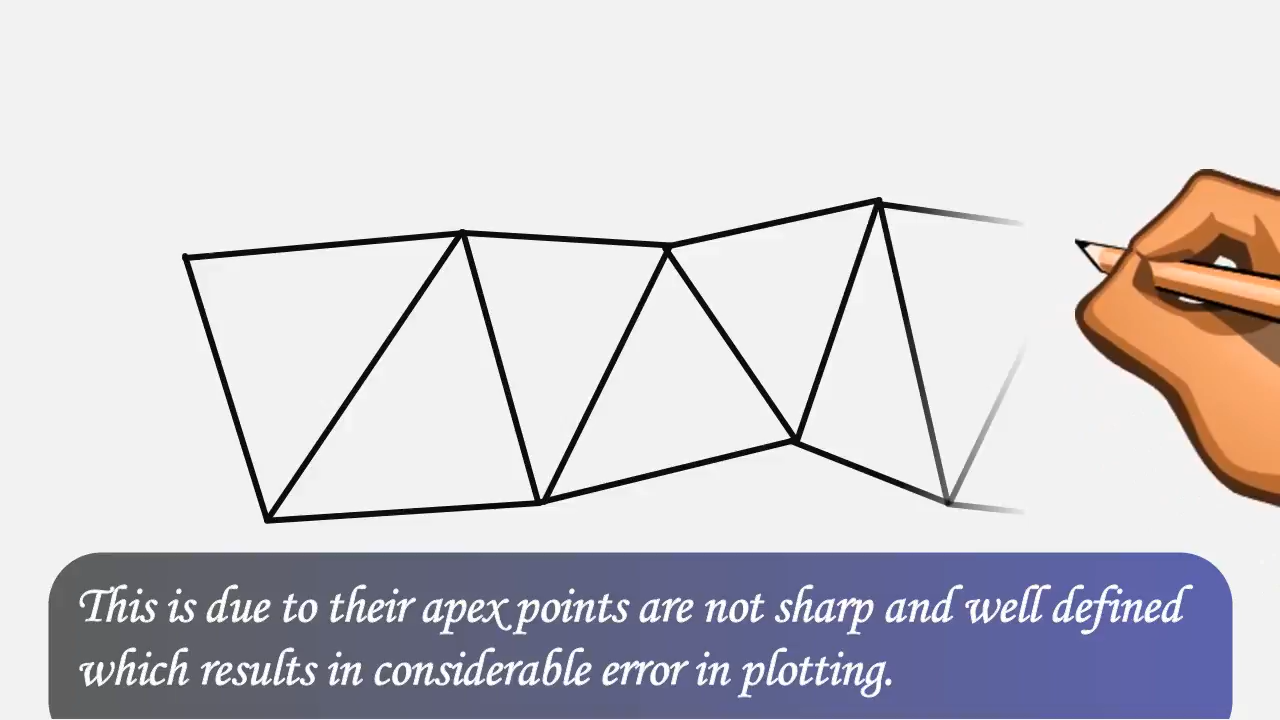 This is due to their apex points are not sharp and well defined
which results in considerable error in plotting.